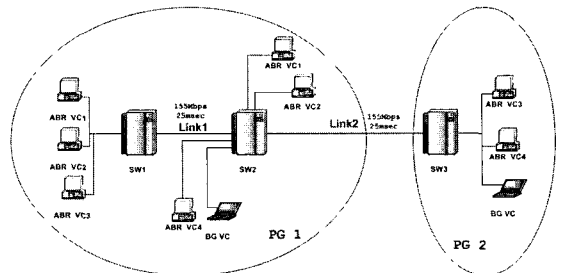 ABR VC1
ABR VC2
ABR VC3
SW1
155Mbps
25msec
Link1
ABR VC1
ABR VC2
SW2
ABR VC4
BG VC
PG 1
Link2
155Mbps
25msec
SW3
ABR VC3
ABR VC4
BG VC
PG 2